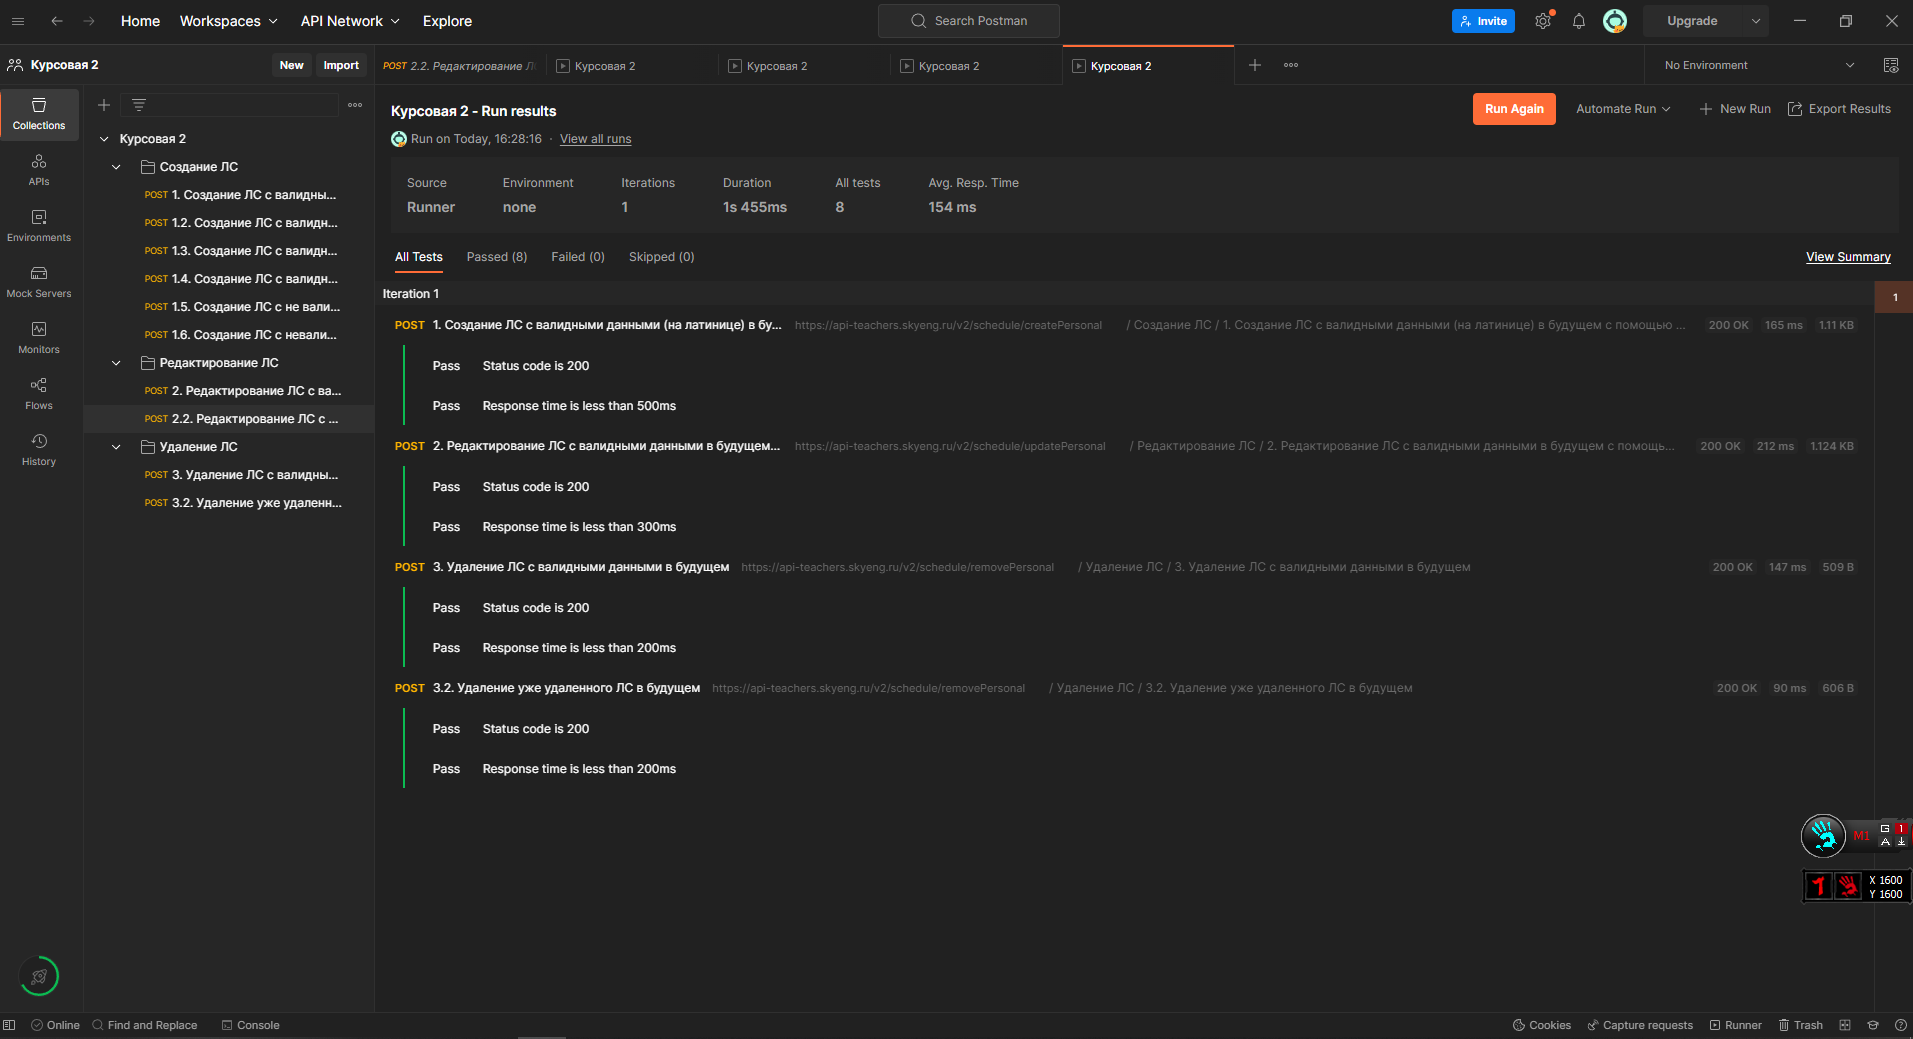 Home
Workspaces
API Network
Explore
Search Postman
Invite
Upgrade
Курсовая 2
New
Import
POST 2.2. Редактирование Л
Курсовая 2
Курсовая 2
Курсовая 2
Курсовая 2
No Environment
Collections
APIs
Environments
Mock Servers
Monitors
Flows
History
Курсовая 2
Создание ЛС
POST 1. Создание ЛС с валидны...
POST 1.2. Создание ЛС с валидн...
POST 1.3. Создание ЛС с валидн...
POST 1.4. Создание ЛС с валидн...
POST 1.5. Создание ЛС с не вали...
POST 1.6. Создание ЛС с невали...
Редактирование ЛС
POST 2. Редактирование ЛС с ва...
POST 2.2. Редактирование ЛС с ...
Удаление ЛС
POST 3. Удаление ЛС с валидны...
POST 3.2. Удаление уже удаленн...
Курсовая 2 - Run results
Run Again
Automate Run
New Run
Export Results
Run on Today, 16:28:16 · View all runs
Source Environment Iterations Duration All tests Avg. Resp. Time
Runner none 1 1s 455ms 8 154 ms
All Tests Passed (8) Failed (0) Skipped (0) View Summary
Iteration 1
1
POST 1. Создание ЛС с валидными данными (на латинице) в бу... https://api-teachers.skyeng.ru/v2/schedule/createPersonal / Создание ЛС / 1. Создание ЛС с валидными данными (на латинице) в будущем с помощью ... 200 OK 165 ms 1.11 KB
Pass Status code is 200
Pass Response time is less than 500ms
POST 2. Редактирование ЛС с валидными данными в будущем... https://api-teachers.skyeng.ru/v2/schedule/updatePersonal / Редактирование ЛС / 2. Редактирование ЛС с валидными данными в будущем с помощь... 200 OK 212 ms 1.124 KB
Pass Status code is 200
Pass Response time is less than 300ms
POST 3. Удаление ЛС с валидными данными в будущем https://api-teachers.skyeng.ru/v2/schedule/removePersonal / Удаление ЛС / 3. Удаление ЛС с валидными данными в будущем 200 OK 147 ms 509 B
Pass Status code is 200
Pass Response time is less than 200ms
POST 3.2. Удаление уже удаленного ЛС в будущем https://api-teachers.skyeng.ru/v2/schedule/removePersonal / Удаление ЛС / 3.2. Удаление уже удаленного ЛС в будущем 200 OK 90 ms 606 B
Pass Status code is 200
Pass Response time is less than 200ms
M1 G 1
A
1 X 1600
Y 1600
Online
Find and Replace
Console
Cookies
Capture requests
Runner
Trash